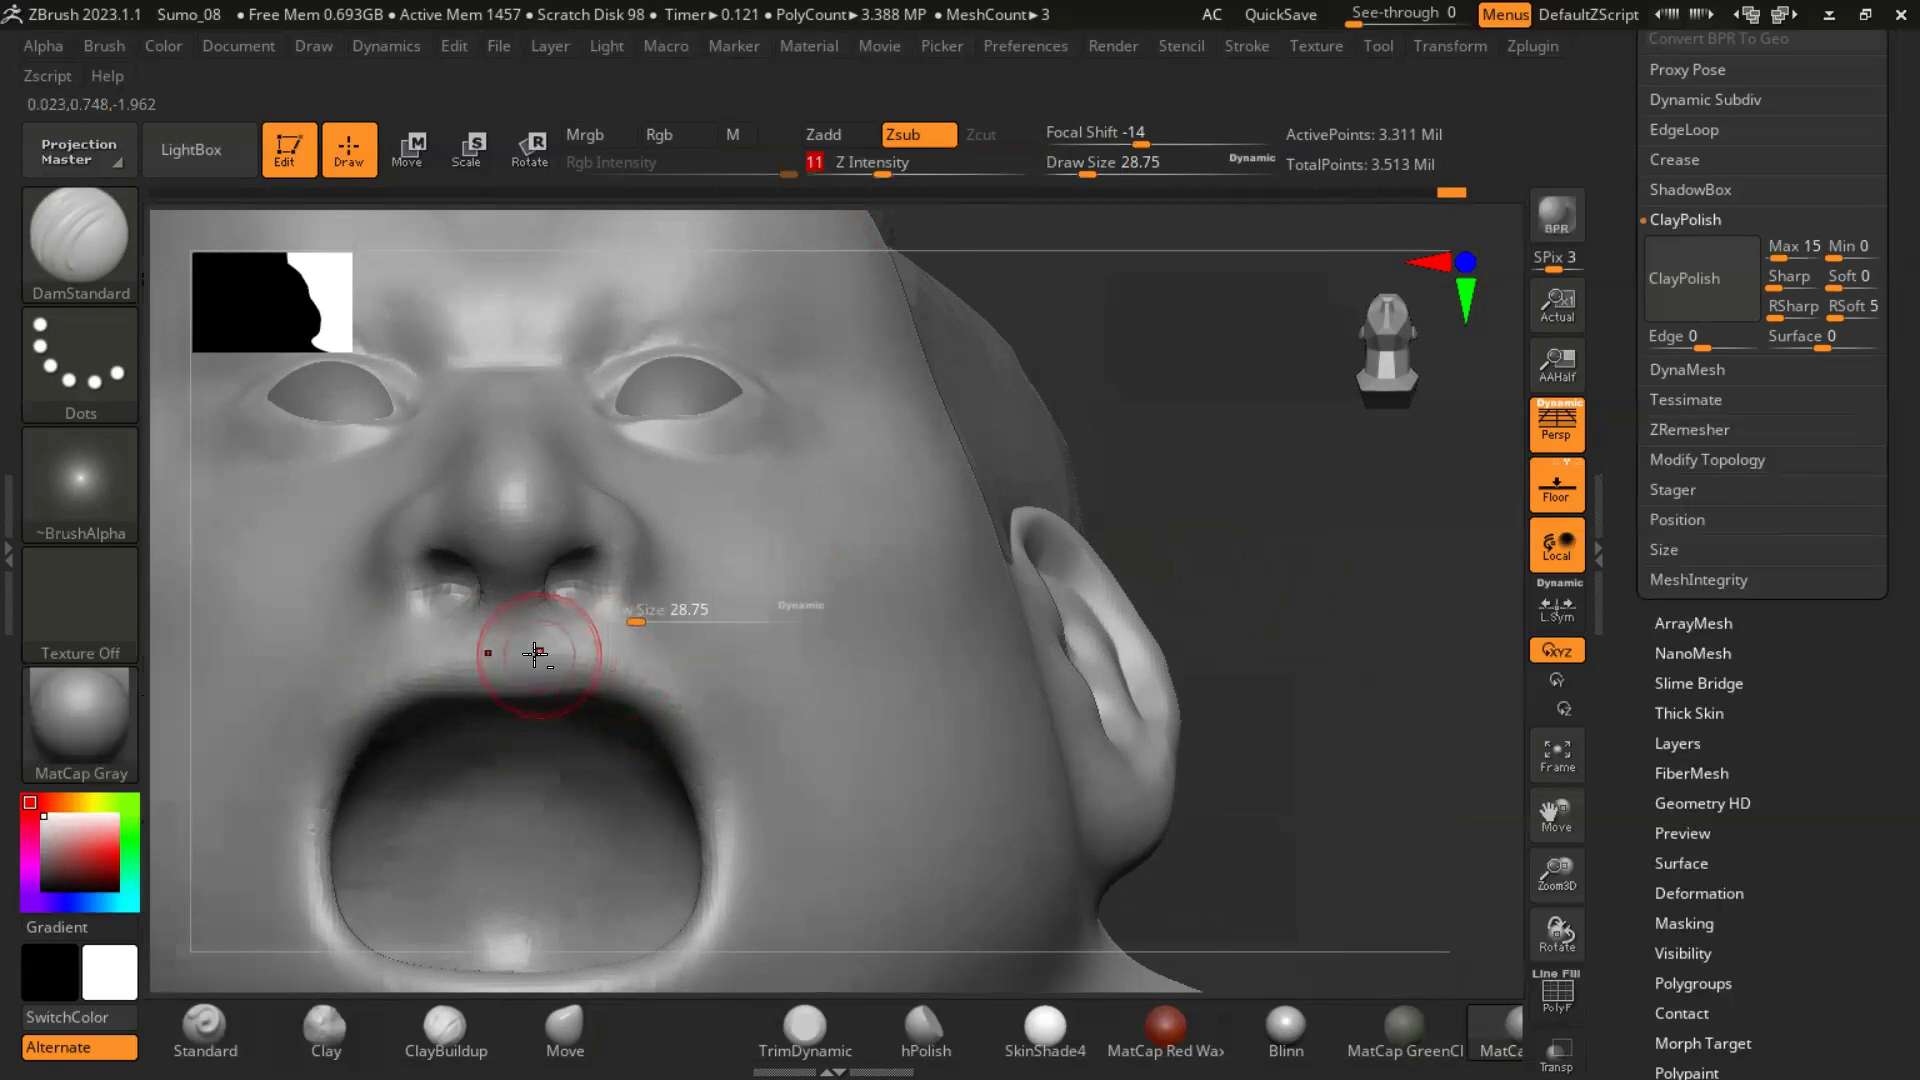 ZBrush 2023.1.1 Sumo_08 • Free Mem 0.693GB • Active Mem 1457 • Scratch Disk 98 • Timer►0.121 • PolyCount►3.388 MP • MeshCount►3 AC QuickSave See-through 0 Menus DefaultZScript
Alpha Brush Color Document Draw Dynamics Edit File Layer Light Macro Marker Material Movie Picker Preferences Render Stencil Stroke Texture Tool Transform Zplugin
Zscript Help
0.023,0.748,-1.962
Projection Master
LightBox
Edit
Draw
Move
Scale
Rotate
Mrgb Rgb M
Rgb Intensity
Zadd Zsub Zcut
11 Z Intensity
Focal Shift -14
Draw Size 28.75 Dynamic
ActivePoints: 3.311 Mil
TotalPoints: 3.513 Mil
DamStandard
Dots
~BrushAlpha
Texture Off
MatCap Gray
Gradient
SwitchColor
Alternate
Size 28.75 Dynamic
Standard
Clay
ClayBuildup
Move
TrimDynamic
hPolish
SkinShade4
MatCap Red Wax
Blinn
MatCap GreenCl
MatCa
BPR
SPix 3
Actual
AAHalf
Dynamic
Persp
Floor
Local
Dynamic
L.Sym
XYZ
Y
Z
Frame
Move
Zoom3D
Rotate
Line Fill
PolyF
Transp
Convert BPR To Geo
Proxy Pose
Dynamic Subdiv
EdgeLoop
Crease
ShadowBox
ClayPolish
ClayPolish
Max 15 Min 0
Sharp Soft 0
RSharp RSoft 5
Edge 0 Surface 0
DynaMesh
Tessimate
ZRemesher
Modify Topology
Stager
Position
Size
MeshIntegrity
ArrayMesh
NanoMesh
Slime Bridge
Thick Skin
Layers
FiberMesh
Geometry HD
Preview
Surface
Deformation
Masking
Visibility
Polygroups
Contact
Morph Target
Polypaint